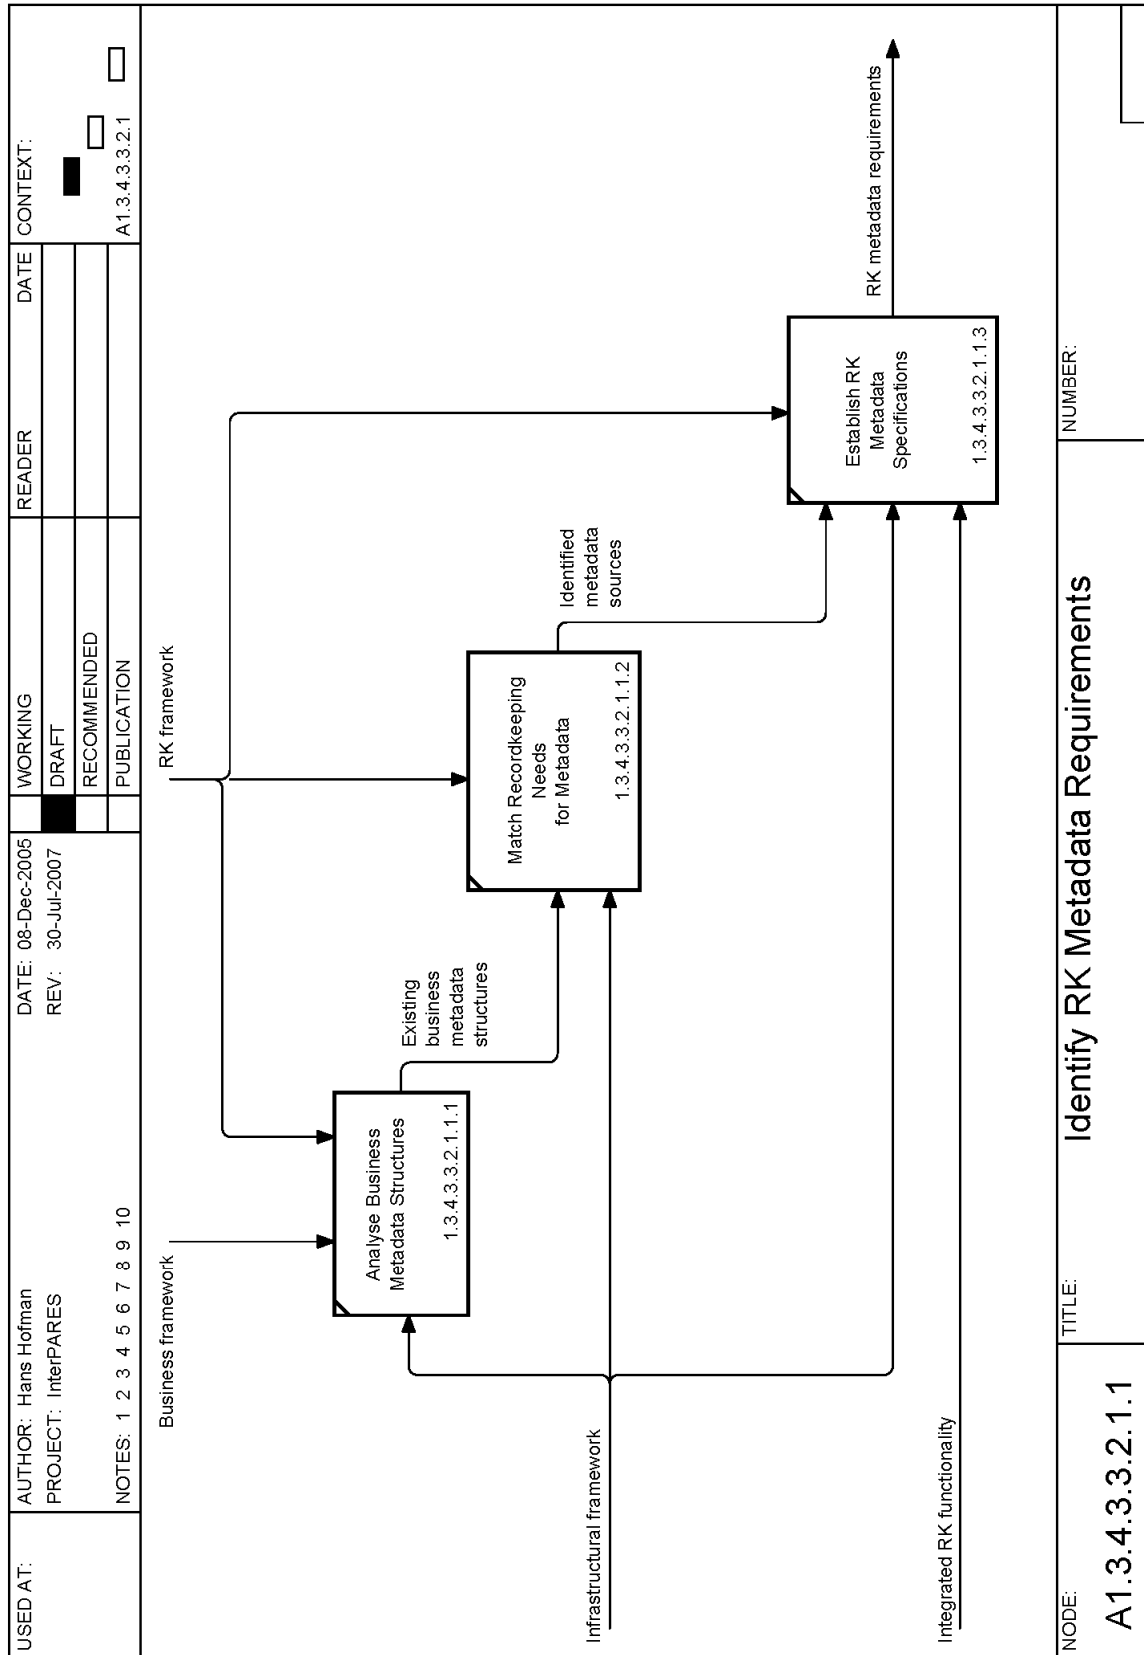 USED AT:
AUTHOR: Hans Hofman
PROJECT: InterPARES
NOTES: 1 2 3 4 5 6 7 8 9 10
DATE: 08-Dec-2005
REV: 30-Jul-2007
WORKING
DRAFT
RECOMMENDED
PUBLICATION
READER
DATE
CONTEXT:
A1.3.4.3.3.2.1
Business framework
RK framework
Analyse Business
Metadata Structures
1.3.4.3.3.2.1.1.1
Existing
business
metadata
structures
Match Recordkeeping
Needs
for Metadata
1.3.4.3.3.2.1.1.2
Identified
metadata
sources
Infrastructural framework
Establish RK
Metadata
Specifications
1.3.4.3.3.2.1.1.3
RK metadata requirements
Integrated RK functionality
NODE:
A1.3.4.3.3.2.1.1
TITLE:
Identify RK Metadata Requirements
NUMBER: